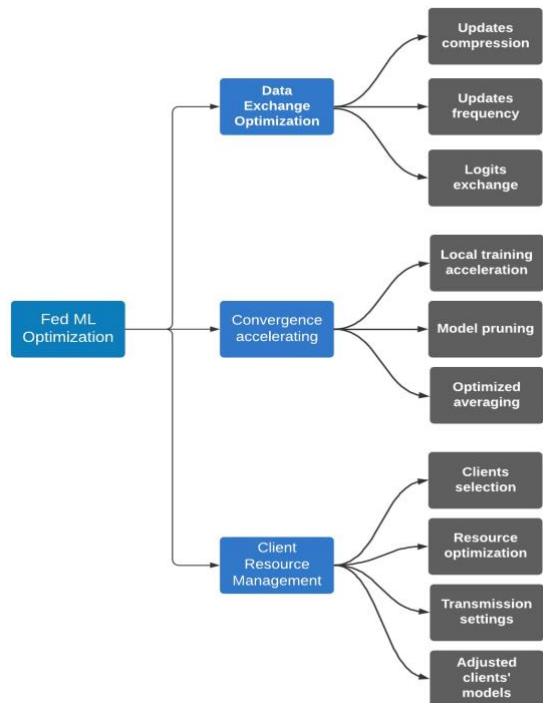 Fed ML
Optimization
Data
Exchange
Optimization
Updates
compression
Updates
frequency
Logits
exchange
Convergence
accelerating
Local training
acceleration
Model pruning
Optimized
averaging
Client
Resource
Management
Clients
selection
Resource
optimization
Transmission
settings
Adjusted
clients'
models